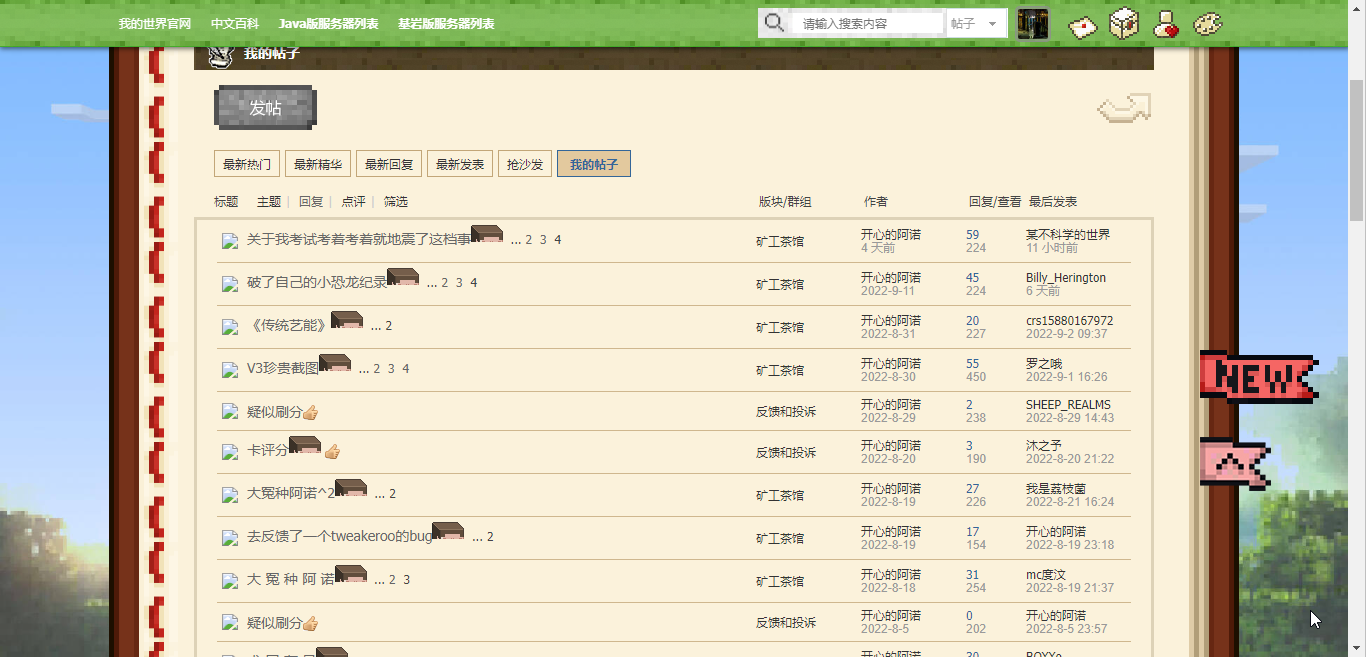 我的世界官网 中文百科 Java版服务器列表 基岩版服务器列表 请输入搜索内容 帖子
我的帖子
发帖
最新热门 最新精华 最新回复 最新发表 抢沙发 我的帖子
标题 主题 | 回复 | 点评 | 筛选 版块/群组 作者 回复/查看 最后发表
关于我考试考着考着就地震了这档事 ... 2 3 4 矿工茶馆 开心的阿诺 59 某不科学的世界
4 天前 224 11 小时前
破了自己的小恐龙纪录 ... 2 3 4 矿工茶馆 开心的阿诺 45 Billy_Herington
2022-9-11 224 6 天前
《传统艺能》 ... 2 矿工茶馆 开心的阿诺 20 crs15880167972
2022-8-31 227 2022-9-2 09:37
V3珍贵截图 ... 2 3 4 矿工茶馆 开心的阿诺 55 罗之哦
2022-8-30 450 2022-9-1 16:26
疑似刷分 反馈和投诉 开心的阿诺 2 SHEEP_REALMS
2022-8-29 238 2022-8-29 14:43
卡评分 反馈和投诉 开心的阿诺 3 沐之予
2022-8-20 190 2022-8-20 21:22
大冤种阿诺^2 ... 2 矿工茶馆 开心的阿诺 27 我是荔枝菌
2022-8-19 226 2022-8-21 16:24
去反馈了一个tweakeroo的bug ... 2 矿工茶馆 开心的阿诺 17 开心的阿诺
2022-8-19 154 2022-8-19 23:18
大 冤 种 阿 诺 ... 2 3 矿工茶馆 开心的阿诺 31 mc度汶
2022-8-18 254 2022-8-19 21:37
疑似刷分 反馈和投诉 开心的阿诺 0 开心的阿诺
2022-8-5 202 2022-8-5 23:57
开心的阿诺 30
NEW